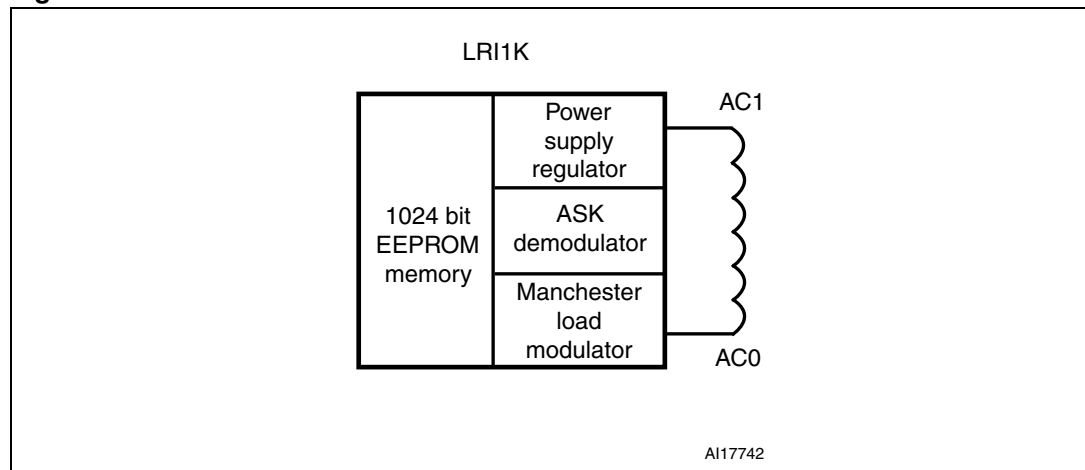 LRI1K
Power
supply
regulator
AC1
1024 bit
EEPROM
memory
ASK
demodulator
Manchester
load
modulator
AC0
AI17742